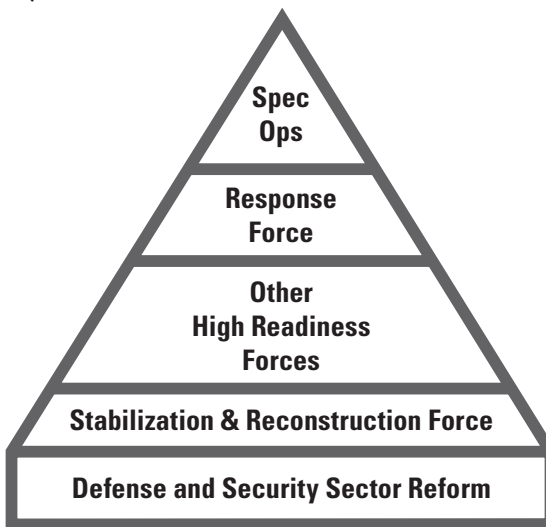 Spec
Ops
Response
Force
Other
High Readiness
Forces
Stabilization & Reconstruction Force
Defense and Security Sector Reform